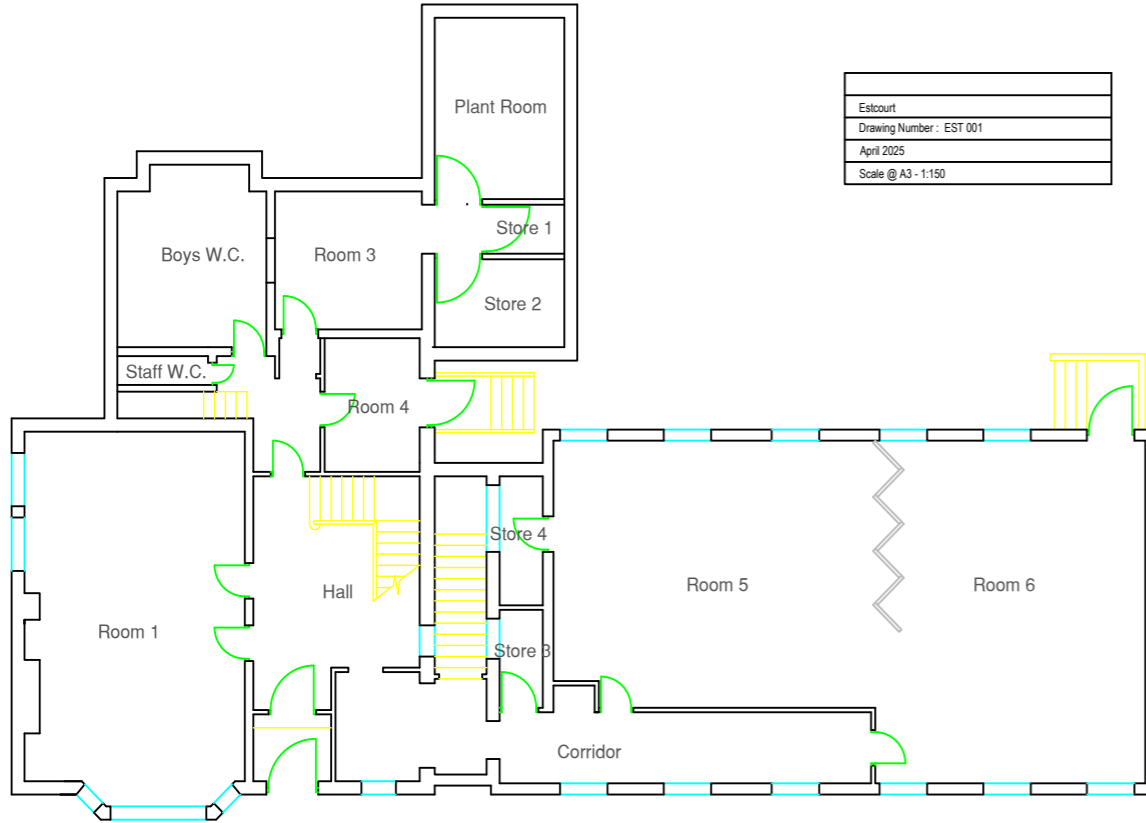 Plant Room
Estcourt
Drawing Number : EST 001
April 2025
Scale @ A3 - 1:150
Store 1
Boys W.C.
Room 3
Store 2
Staff W.C.
Room 4
Store 4
Hall
Room 5
Room 6
Room 1
Store 3
Corridor